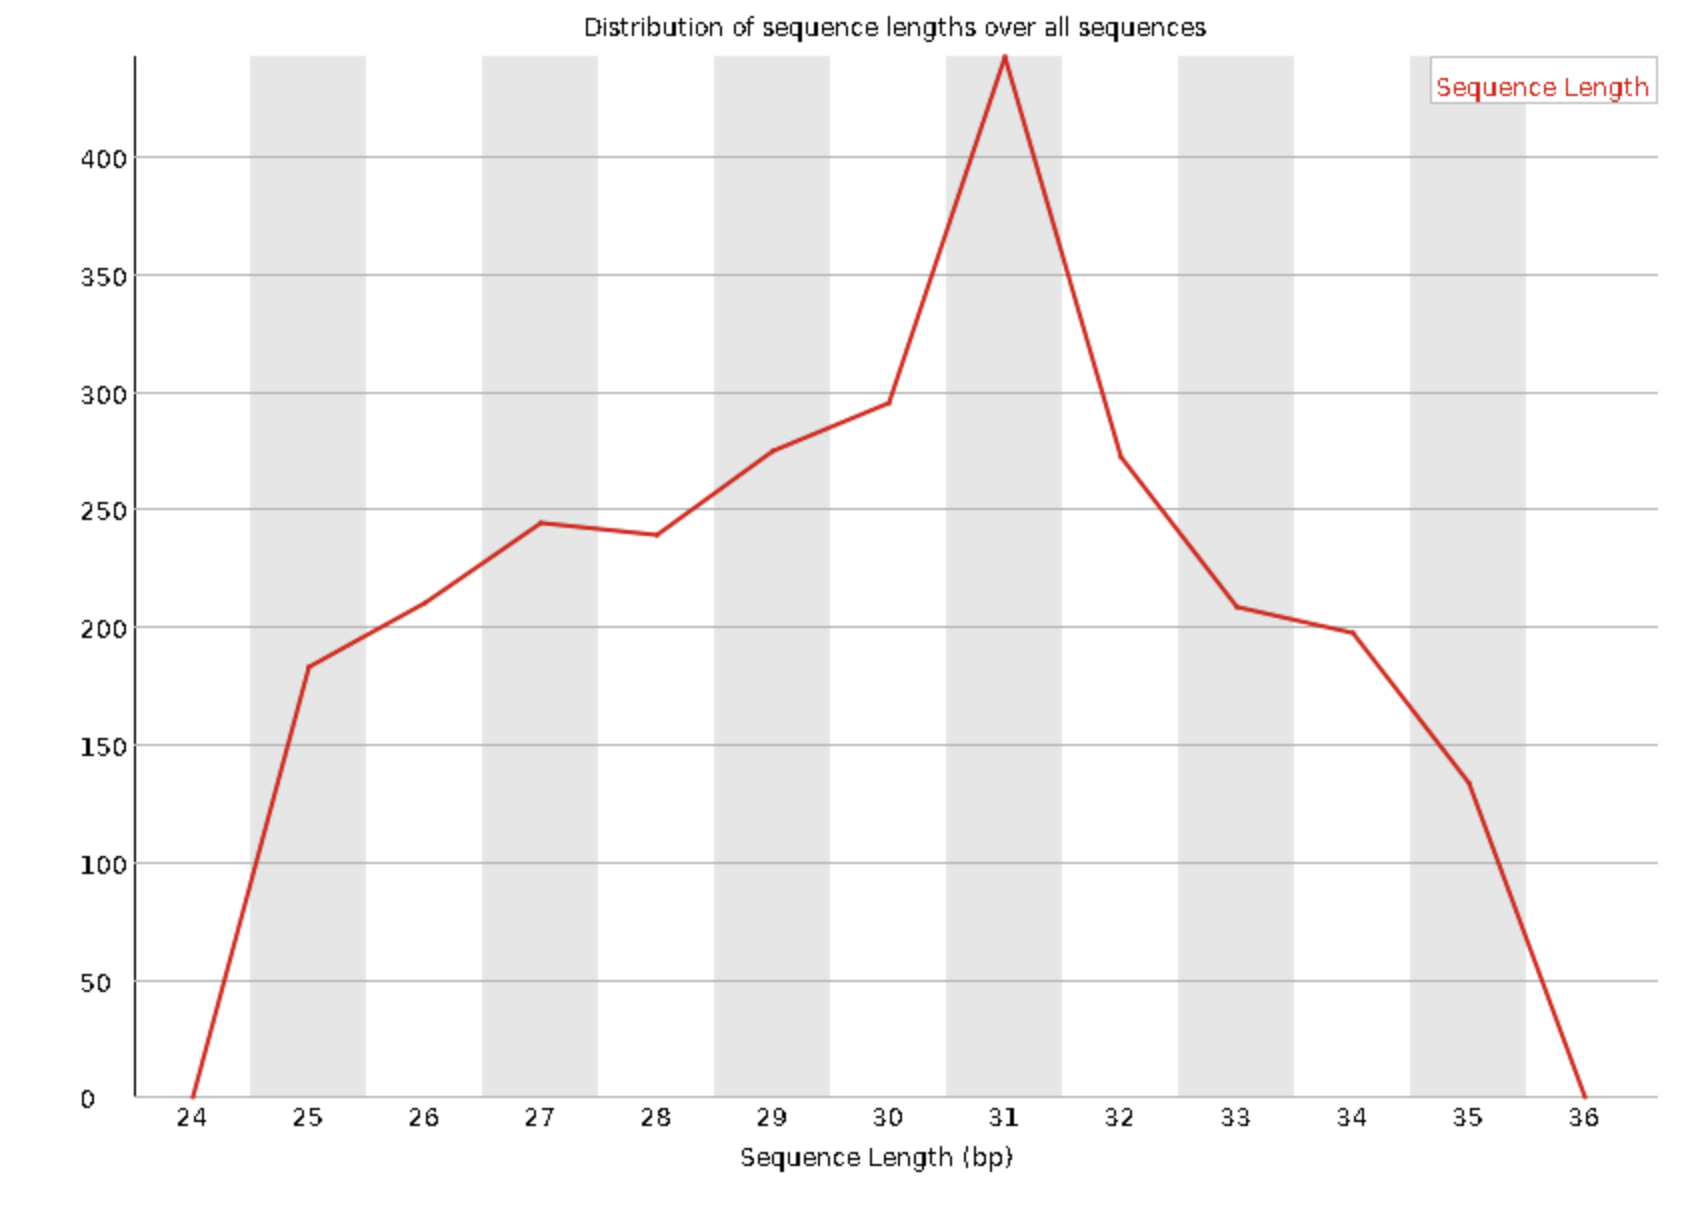 Distribution of sequence lengths over all sequences
Sequence Length
400
350
300
250
200
150
100
50
0
24 25 26 27 28 29 30 31 32 33 34 35 36
Sequence Length (bp)